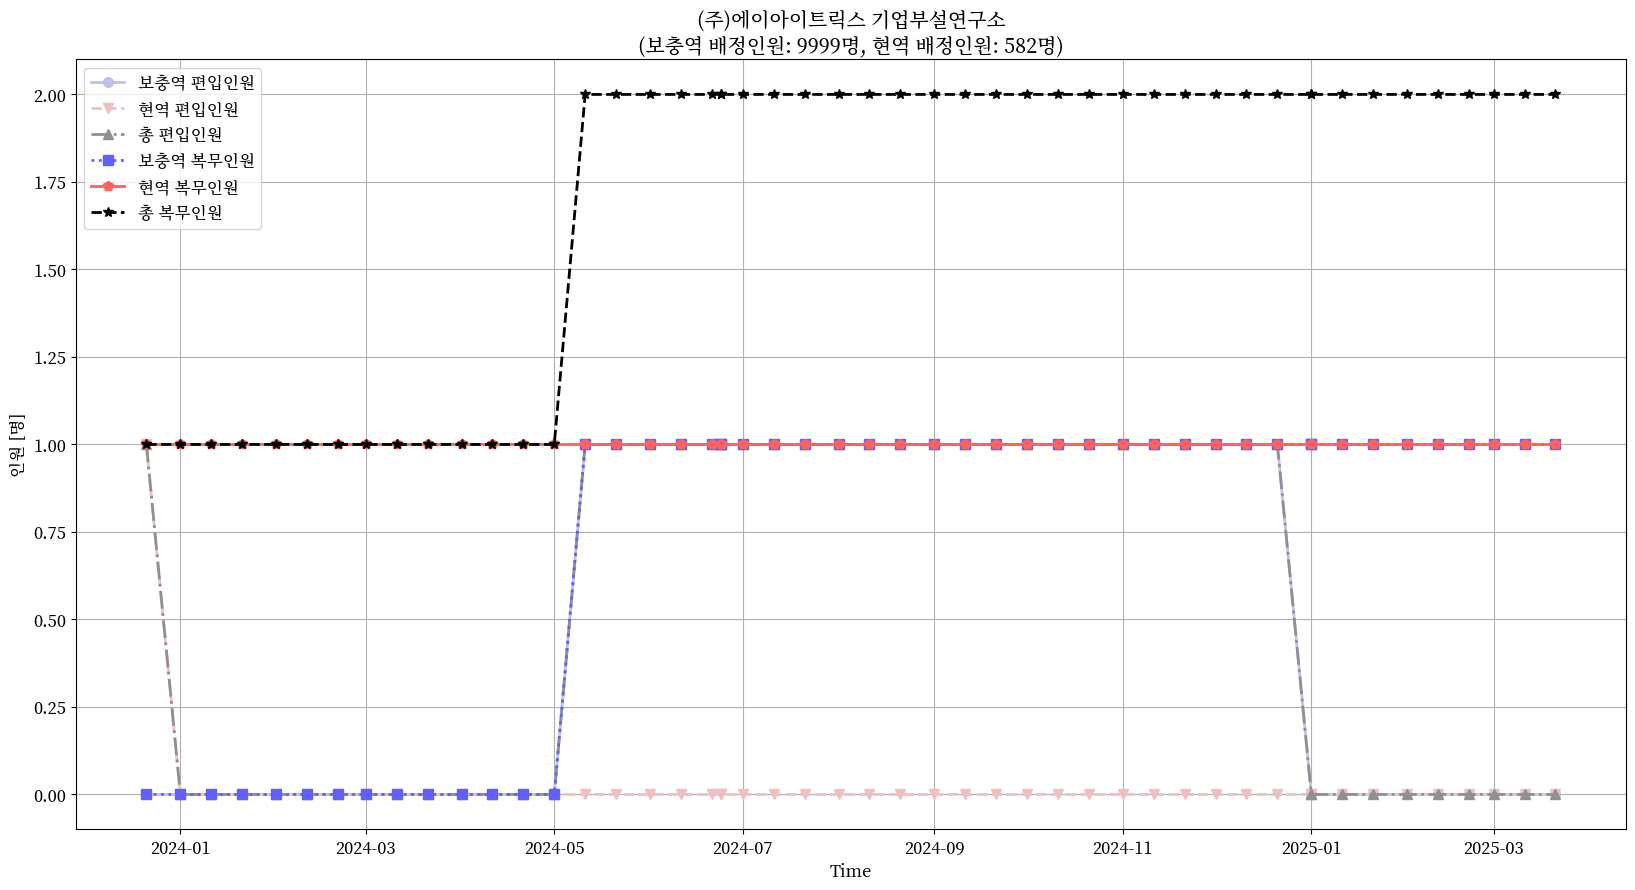 (주)에이아이트릭스 기업부설연구소
(보충역 배정인원: 9999명, 현역 배정인원: 582명)
보충역 편입인원
현역 편입인원
총 편입인원
보충역 복무인원
현역 복무인원
총 복무인원
인원 [명]
2.00
1.75
1.50
1.25
1.00
0.75
0.50
0.25
0.00
2024-01
2024-03
2024-05
2024-07
2024-09
2024-11
2025-01
2025-03
Time